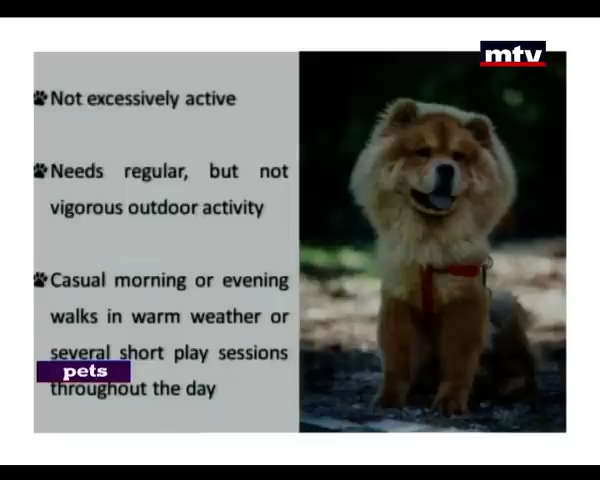 mtv
Not excessively active
Needs regular, but not
vigorous outdoor activity
Casual morning or evening
walks in warm weather or
several short play sessions
pets
throughout the day